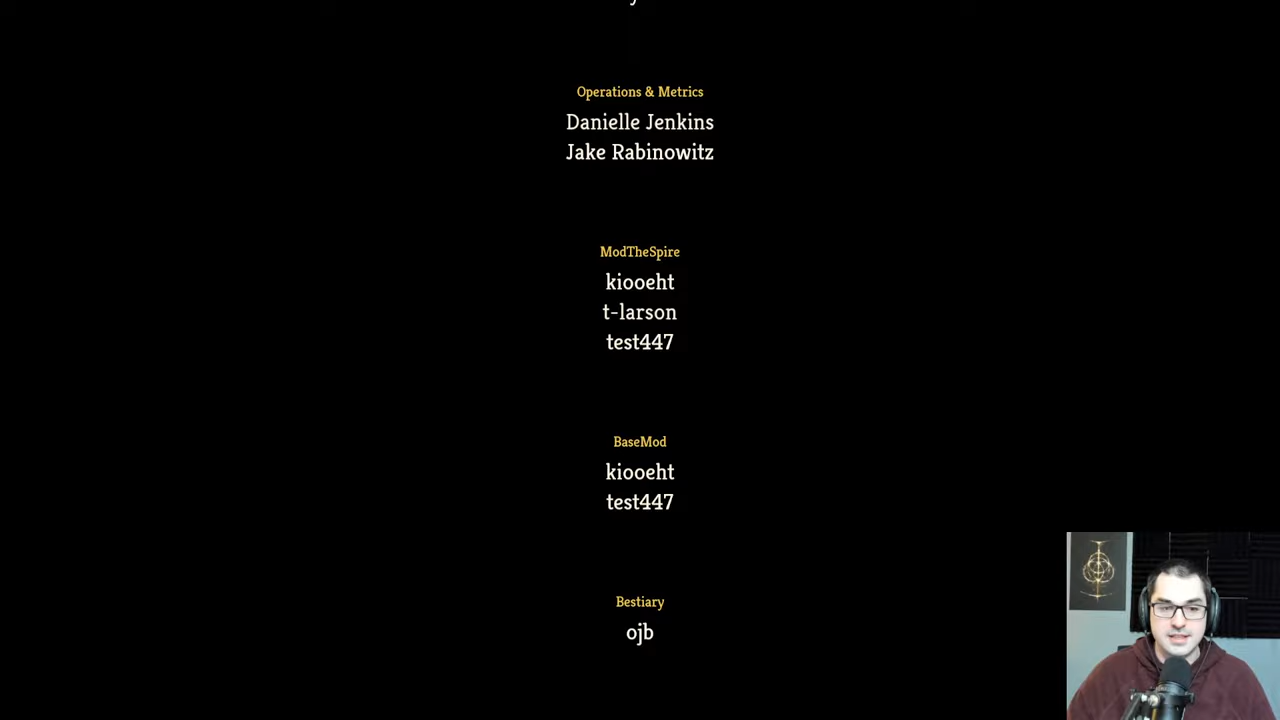 Operations & Metrics
Danielle Jenkins
Jake Rabinowitz
ModTheSpire
kiooeht
t-larson
test447
BaseMod
kiooeht
test447
Bestiary
ojb